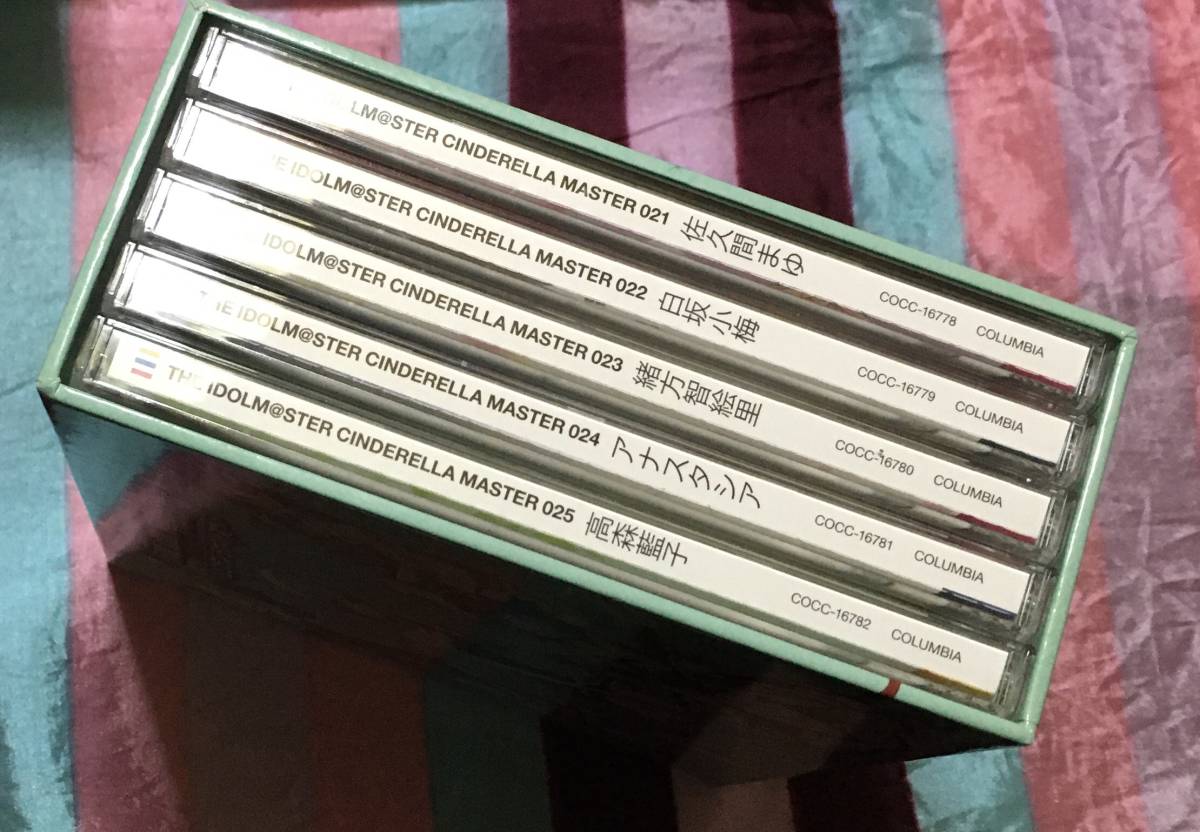 LM@STER CINDERELLA MASTER 021 佐久間まゆ COCC-16778 COLUMBIA
E IDOLM@STER CINDERELLA MASTER 022 白坂小梅 COCC-16779 COLUMBIA
IDOLM@STER CINDERELLA MASTER 023 緒方智絵里 COCC-16780 COLUMBIA
THE IDOLM@STER CINDERELLA MASTER 024 アナスタシア COCC-16781 COLUMBIA
THE IDOLM@STER CINDERELLA MASTER 025 高森藍子 COCC-16782 COLUMBIA